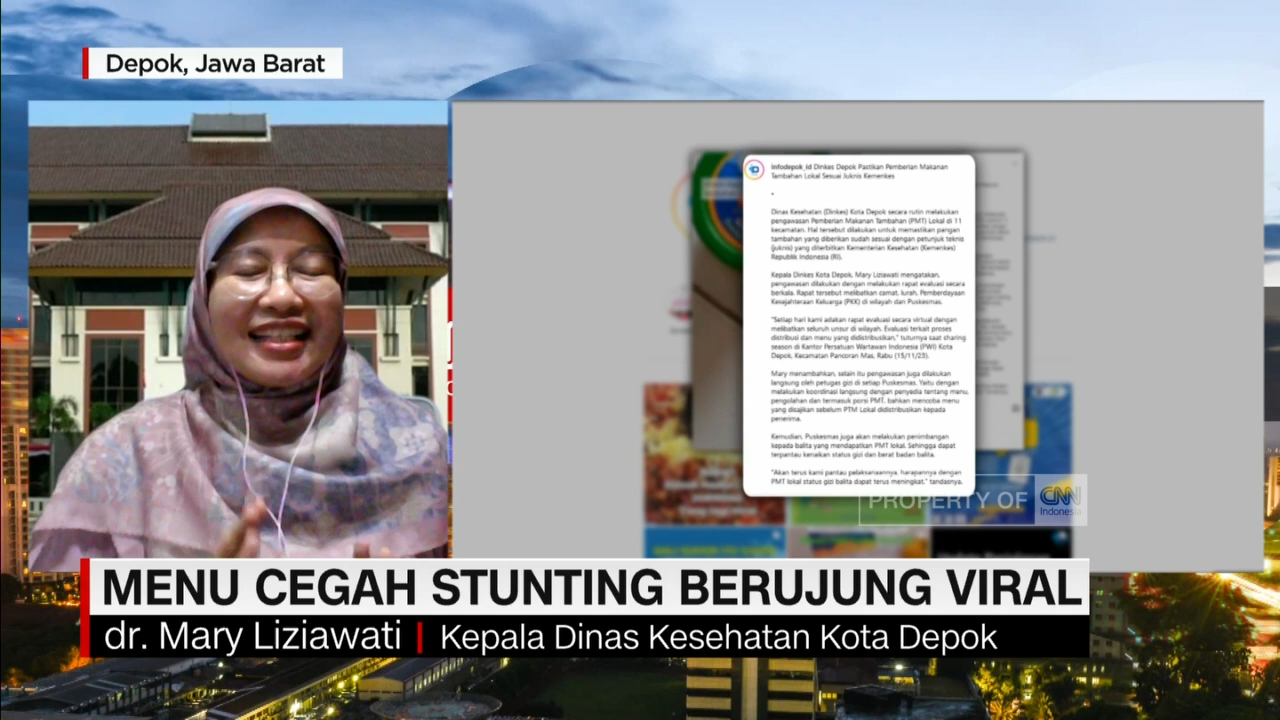 Depok, Jawa Barat
infodepok_id Dinkes Depok Pastikan Pemberian Makanan
Tambahan Lokal Sesuai Juknis Kemenkes
Dinas Kesehatan (Dinkes) Kota Depok secara rutin melakukan
pengawasan Pemberian Makanan Tambahan (PMT) Lokal di 11
kecamatan. Hal tersebut dilakukan untuk memastikan pangan
tambahan yang diberikan sudah sesuai dengan petunjuk teknis
(juknis) yang diterbitkan Kementerian Kesehatan (Kemenkes)
Republik Indonesia (RI).
Kepala Dinkes Kota Depok, Mary Liziawati mengatakan,
pengawasan dilakukan dengan melakukan rapat evaluasi secara
berkala. Rapat tersebut melibatkan camat, lurah, Pemberdayaan
Kesejahteraan Keluarga (PKK) di wilayah dan Puskesmas.
"Setiap hari kami adakan rapat evaluasi secara virtual dengan
melibatkan seluruh unsur di wilayah. Evaluasi terkait proses
distribusi dan menu yang didistribusikan," tuturnya saat sharing
season di Kantor Persatuan Wartawan Indonesia (PWI) Kota
Depok, Kecamatan Pancoran Mas, Rabu (15/11/23).
Mary menambahkan, selain itu pengawasan juga dilakukan
langsung oleh petugas gizi di setiap Puskesmas. Yaitu dengan
melakukan koordinasi langsung dengan penyedia tentang menu,
pengolahan dan termasuk porsi PMT, bahkan mencoba menu
yang disajikan sebelum PTM Lokal didistribusikan kepada
penerima.
Kemudian, Puskesmas juga akan melakukan penimbangan
kepada balita yang mendapatkan PMT lokal. Sehingga dapat
terpantau kenaikan status gizi dan berat badan balita.
"Akan terus kami pantau pelaksanaannya, harapannya dengan
PMT lokal status gizi balita dapat terus meningkat," tandasnya.
PROPERTY OF CNN Indonesia
MENU CEGAH STUNTING BERUJUNG VIRAL
dr. Mary Liziawati | Kepala Dinas Kesehatan Kota Depok